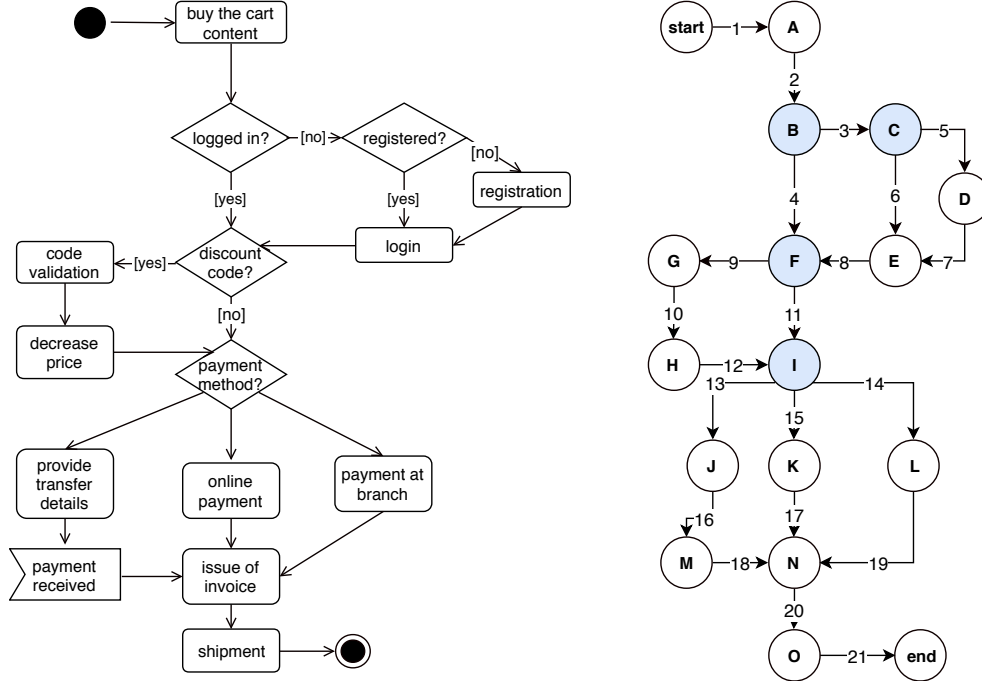 buy the cart
content
logged in?
[no]
registered?
[no]
registration
[yes]
[yes]
login
discount
code?
[yes]
code
validation
[no]
decrease
price
payment
method?
provide
transfer
details
online
payment
payment at
branch
payment
received
issue of
invoice
shipment
start
1
A
2
B
3
C
5
4
6
D
G
9
F
8
E
7
10
11
H
12
I
13
14
15
J
K
L
16
17
M
18
N
19
20
O
21
end